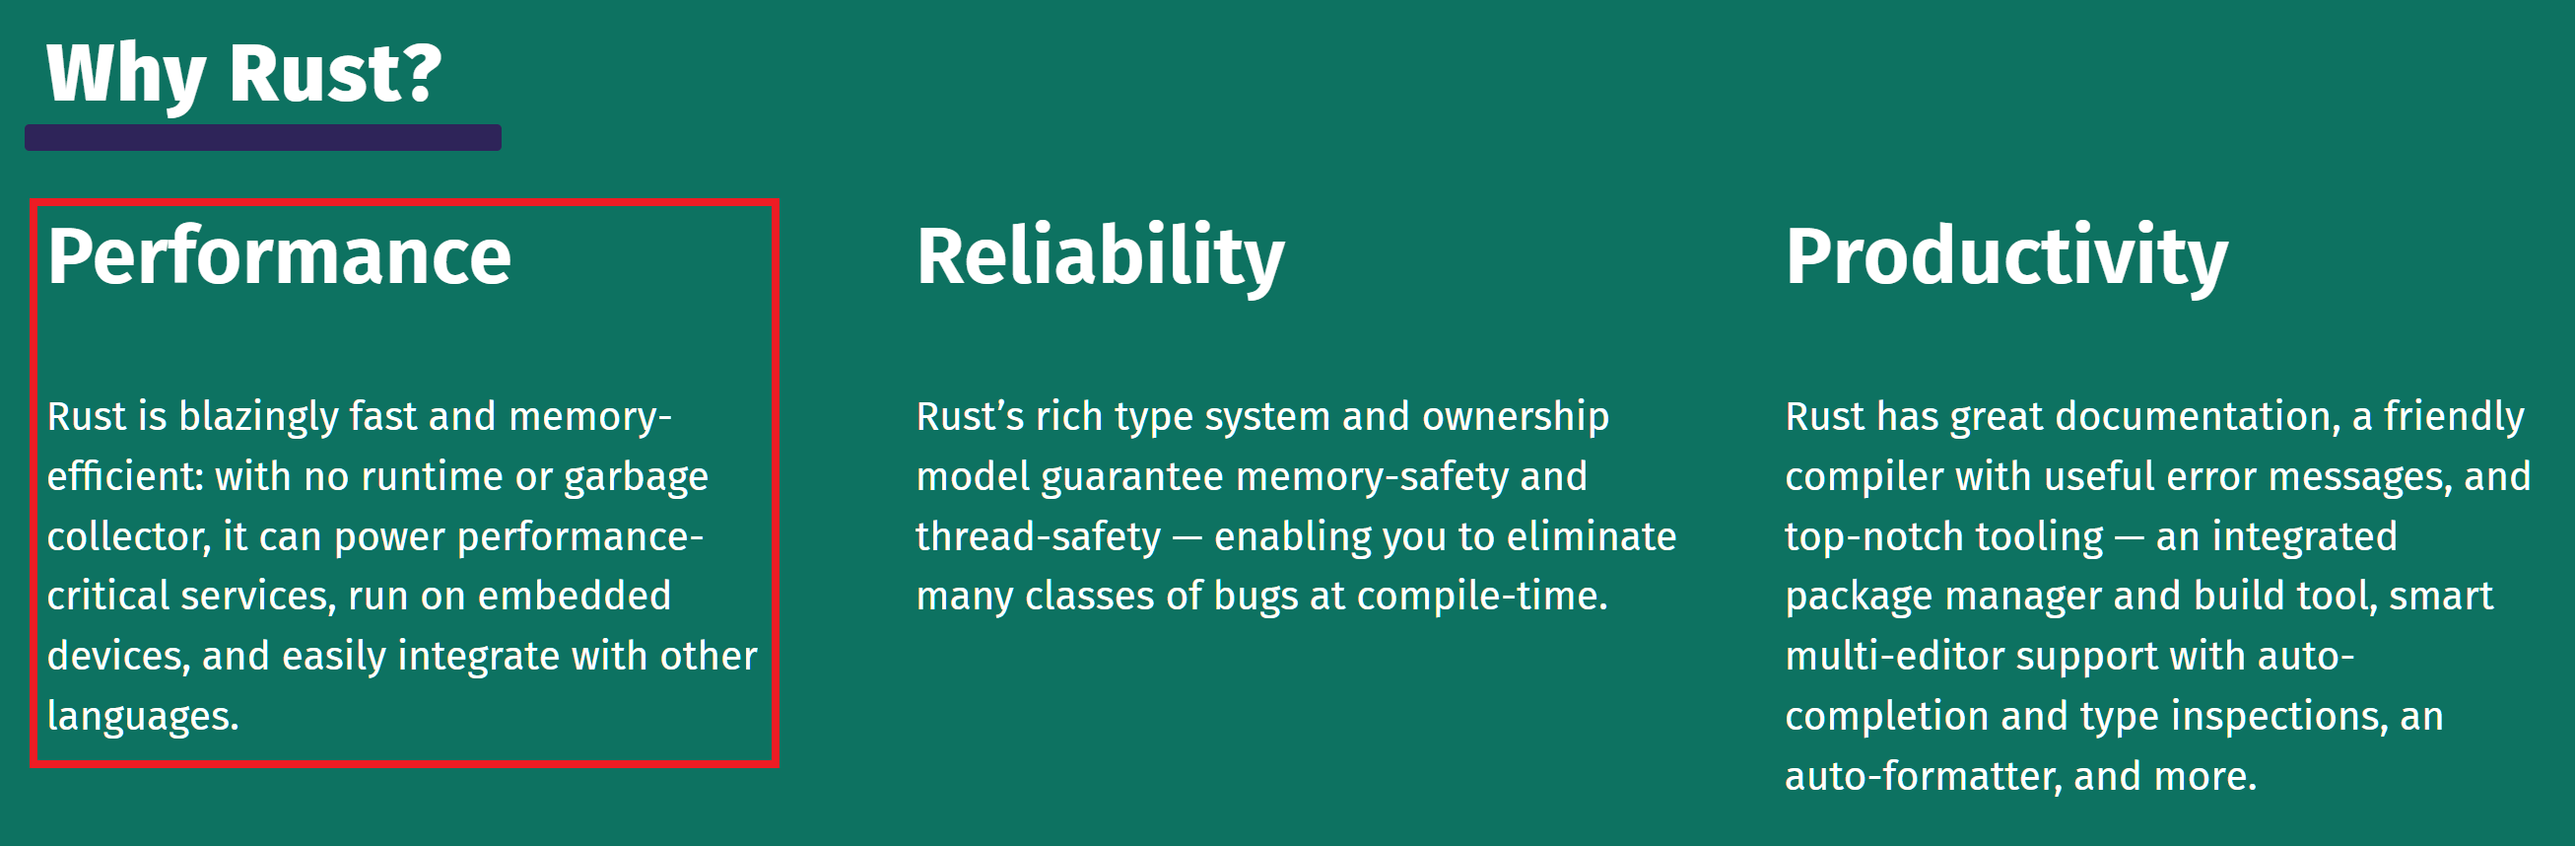 Why Rust?
Performance
Rust is blazingly fast and memory-
efficient: with no runtime or garbage
collector, it can power performance-
critical services, run on embedded
devices, and easily integrate with other
languages.
Reliability
Rust’s rich type system and ownership
model guarantee memory-safety and
thread-safety — enabling you to eliminate
many classes of bugs at compile-time.
Productivity
Rust has great documentation, a friendly
compiler with useful error messages, and
top-notch tooling — an integrated
package manager and build tool, smart
multi-editor support with auto-
completion and type inspections, an
auto-formatter, and more.